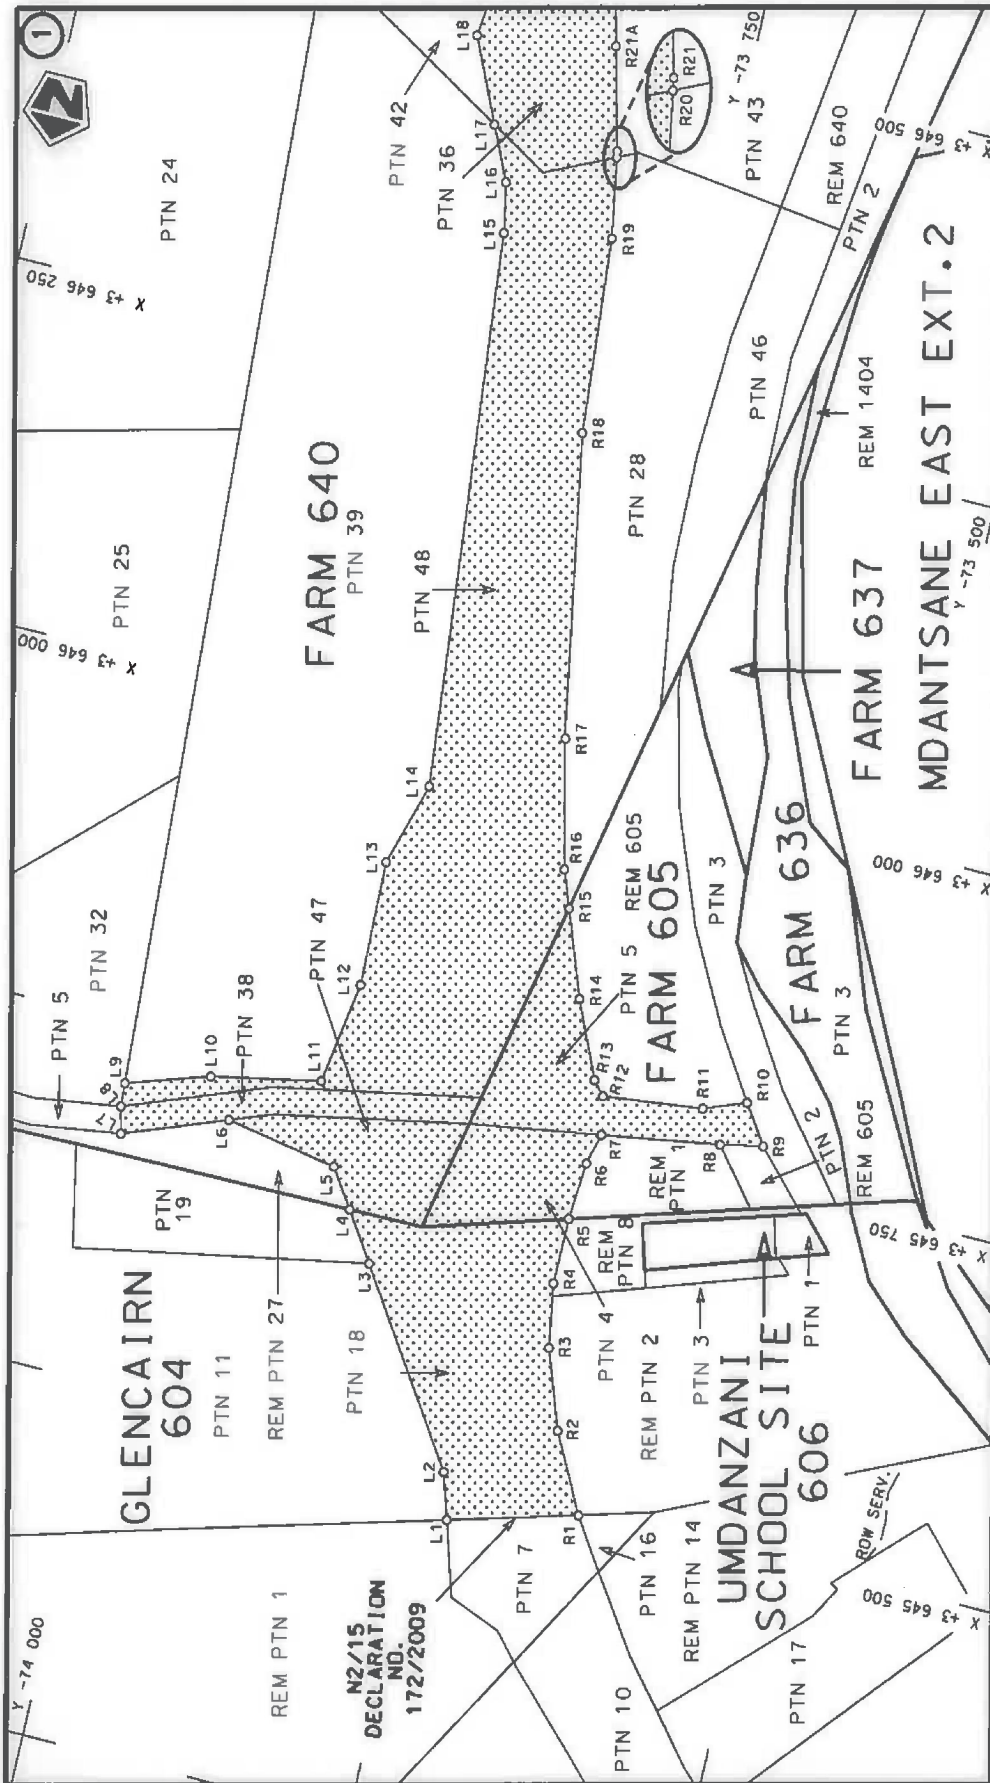 1
N
L18
PTN 42
L17
PTN 36
L16
L15
PTN 24
X +3 646 250
R21A
R20
R21
Y -73 750
PTN 43
R19
REM 640
X +3 646 500
PTN 2
PTN 46
REM 1404
MDANTSANE EAST EXT.2
Y -73 500
FARM 637
R18
PTN 28
PTN 25
X +3 646 000
FARM 640
PTN 39
PTN 48
L14
L13
R17
R16
R15
REM 605
FARM 605
PTN 3
FARM 636
PTN 3
X +3 646 000
PTN 5
PTN 32
PTN 5
L9
L8
L7
L10
PTN 38
PTN 47
L12
L11
L6
L5
L4
L3
R14
R13
R12
R11
R10
R9
R8
R7
R6
R5
R4
R3
R2
R1
REM
PTN 1
PTN 2
REM 605
X +3 645 750
PTN
19
REM
PTN 8
PTN 1
PTN 3
PTN 4
REM PTN 2
GLENCAIRN
604
PTN 11
REM PTN 27
PTN 18
L2
L1
UMDANZANI
SCHOOL SITE
606
ROW SERV.
Y -74 000
REM PTN 1
N2/15
DECLARATION
NO.
172/2009
PTN 7
PTN 16
REM PTN 14
PTN 10
PTN 17
X +3 645 500